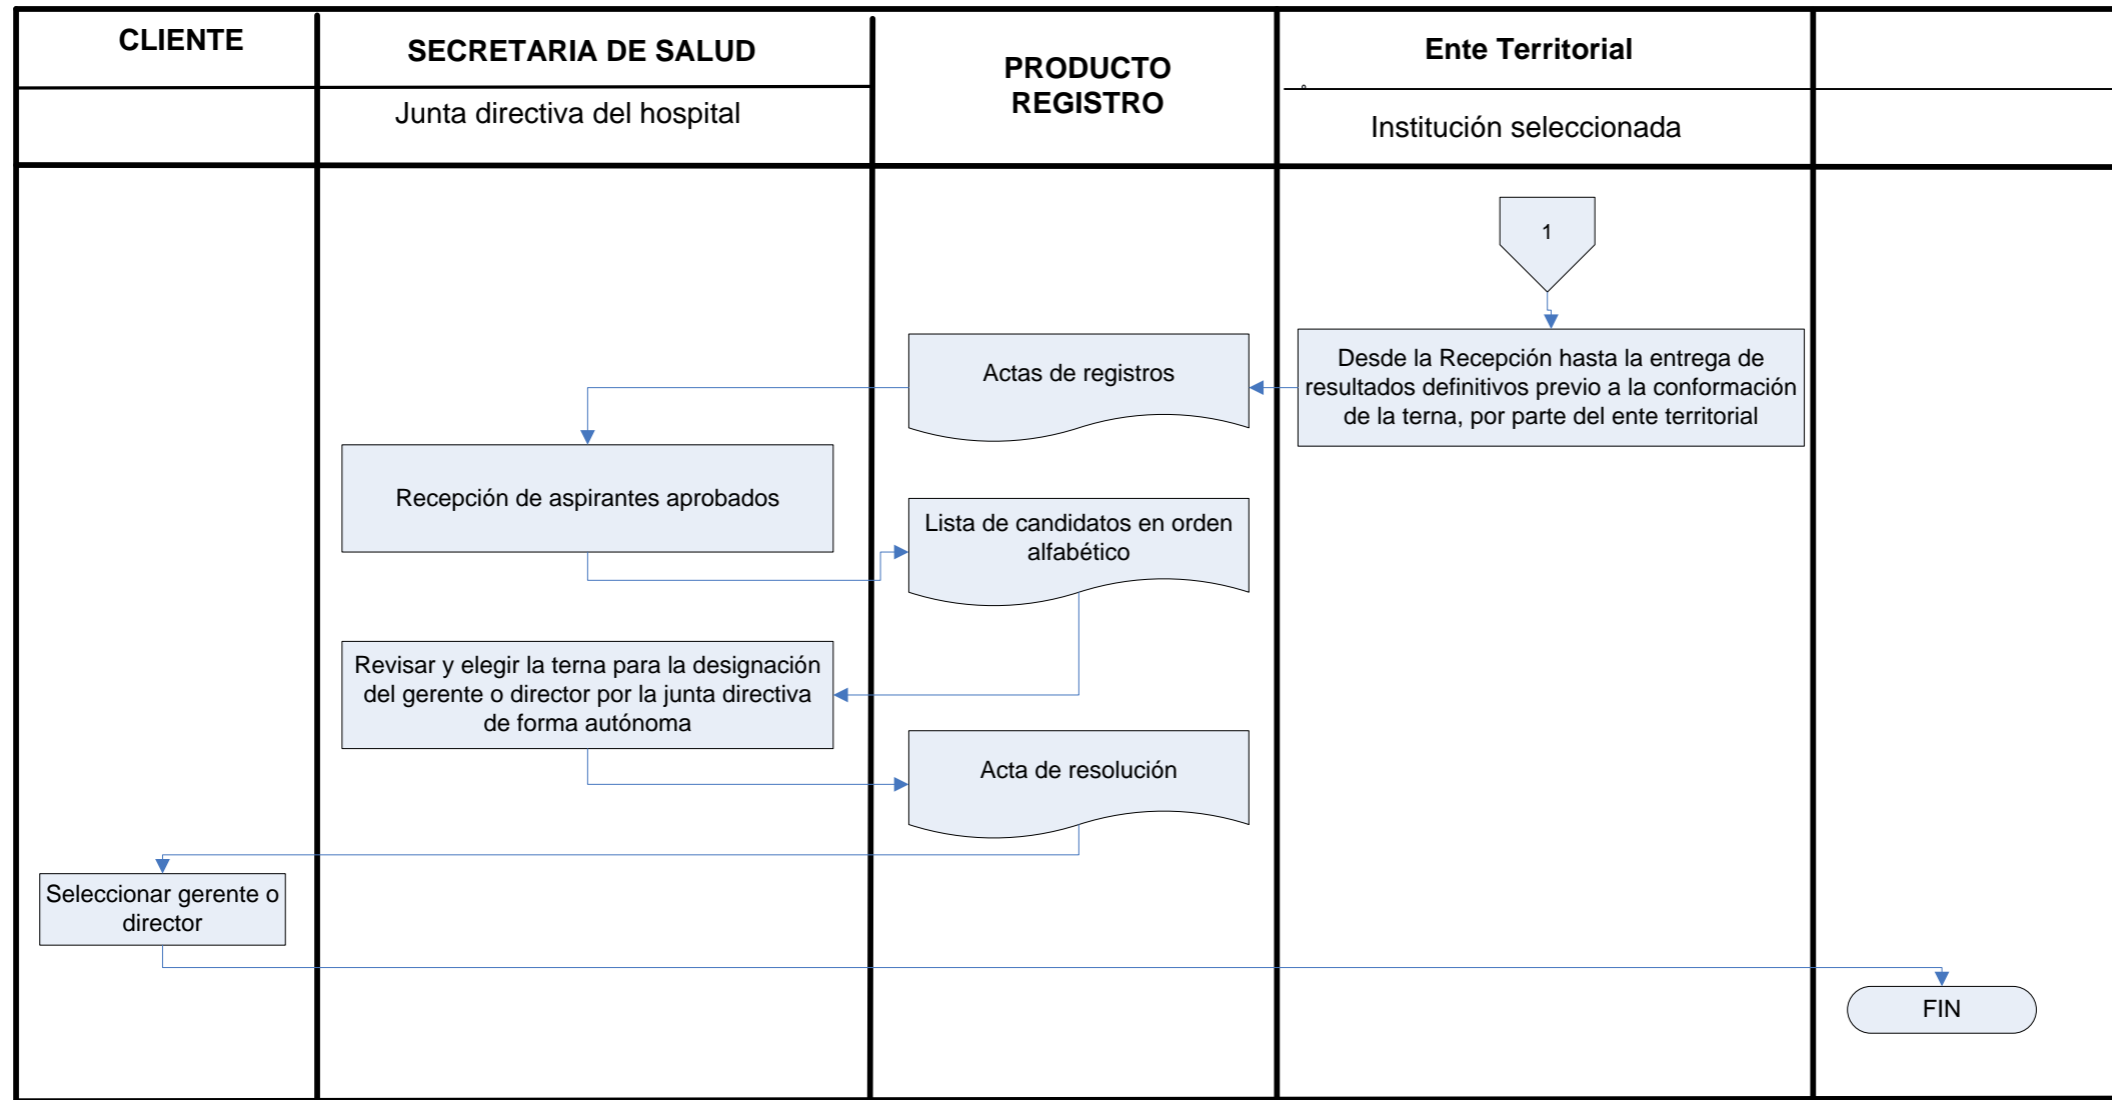 CLIENTE
SECRETARIA DE SALUD
PRODUCTO
REGISTRO
Ente Territorial
Junta directiva del hospital
Institución seleccionada
1
Desde la Recepción hasta la entrega de
resultados definitivos previo a la conformación
de la terna, por parte del ente territorial
Actas de registros
Recepción de aspirantes aprobados
Lista de candidatos en orden
alfabético
Revisar y elegir la terna para la designación
del gerente o director por la junta directiva
de forma autónoma
Acta de resolución
Seleccionar gerente o
director
FIN